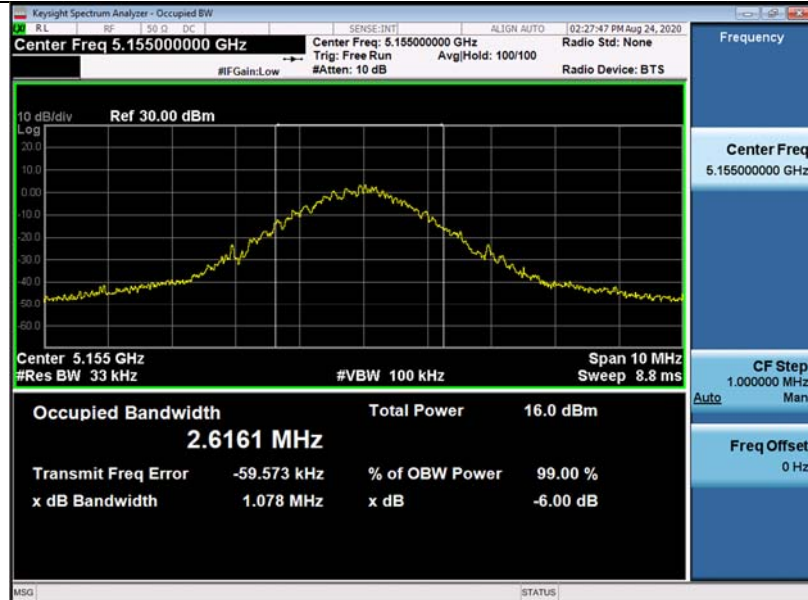 Keysight Spectrum Analyzer - Occupied BW
RL RF 50 Ω DC SENSE:INT ALIGN AUTO 02:27:47 PM Aug 24, 2020
Center Freq 5.155000000 GHz
Center Freq: 5.155000000 GHz Radio Std: None
Trig: Free Run Avg|Hold: 100/100
#IFGain:Low #Atten: 10 dB Radio Device: BTS
Frequency
10 dB/div Ref 30.00 dBm
Log
20.0
10.0
0.00
-10.0
-20.0
-30.0
-40.0
-50.0
-60.0
Center 5.155 GHz Span 10 MHz
#Res BW 33 kHz #VBW 100 kHz Sweep 8.8 ms
Center Freq
5.155000000 GHz
CF Step
1.000000 MHz
Auto Man
Freq Offset
0 Hz
Occupied Bandwidth Total Power 16.0 dBm
2.6161 MHz
Transmit Freq Error -59.573 kHz % of OBW Power 99.00 %
x dB Bandwidth 1.078 MHz x dB -6.00 dB
MSG STATUS